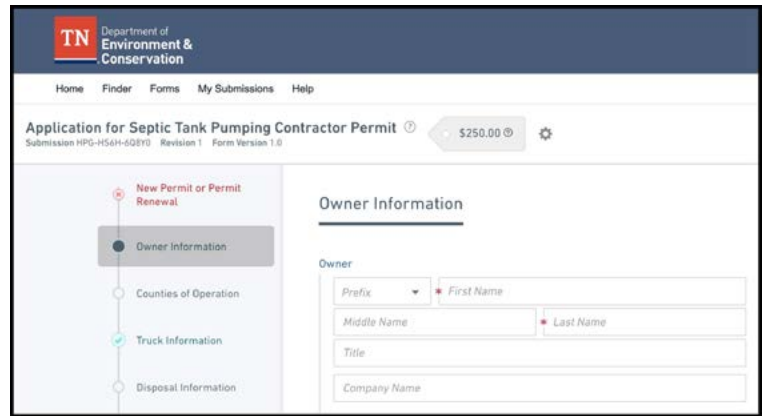 TN
Department of
Environment &
Conservation
Home Finder Forms My Submissions Help
Application for Septic Tank Pumping Contractor Permit ? $250.00 ?
Submission HPG-HS6H-6Q8Y0 Revision 1 Form Version 1.0
New Permit or Permit
Renewal
Owner Information
Counties of Operation
Truck Information
Disposal Information
Owner Information
Owner
Prefix * First Name
Middle Name * Last Name
Title
Company Name